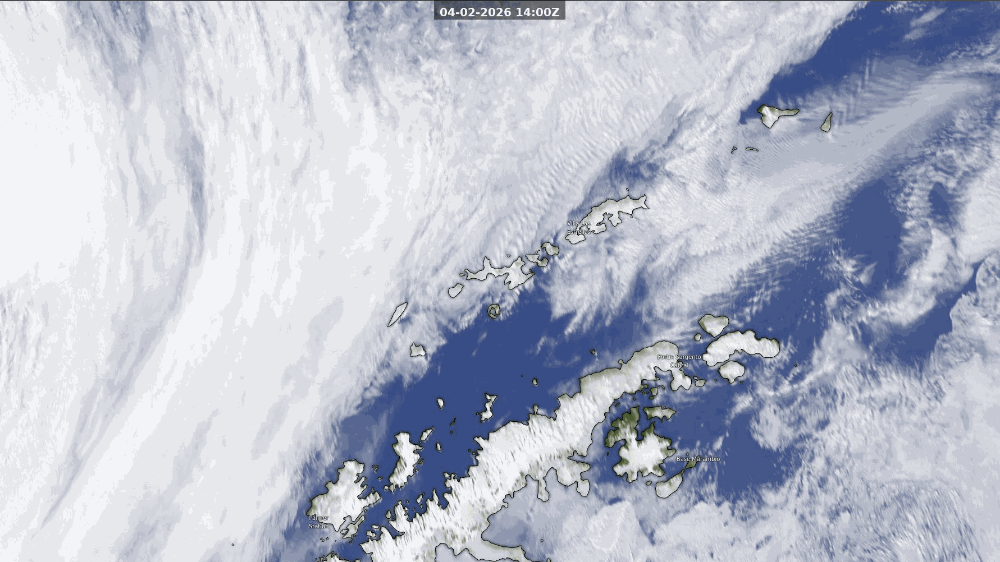 04-02-2026 14:00Z
Villa Las
Estrellas
Fortín Sargento
Cabral
Base Marambio
Palmer
Station